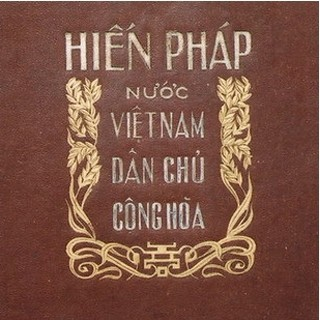 HIẾN PHÁP
NƯỚC
VIỆT NAM
DÂN CHỦ
CỘNG HÒA